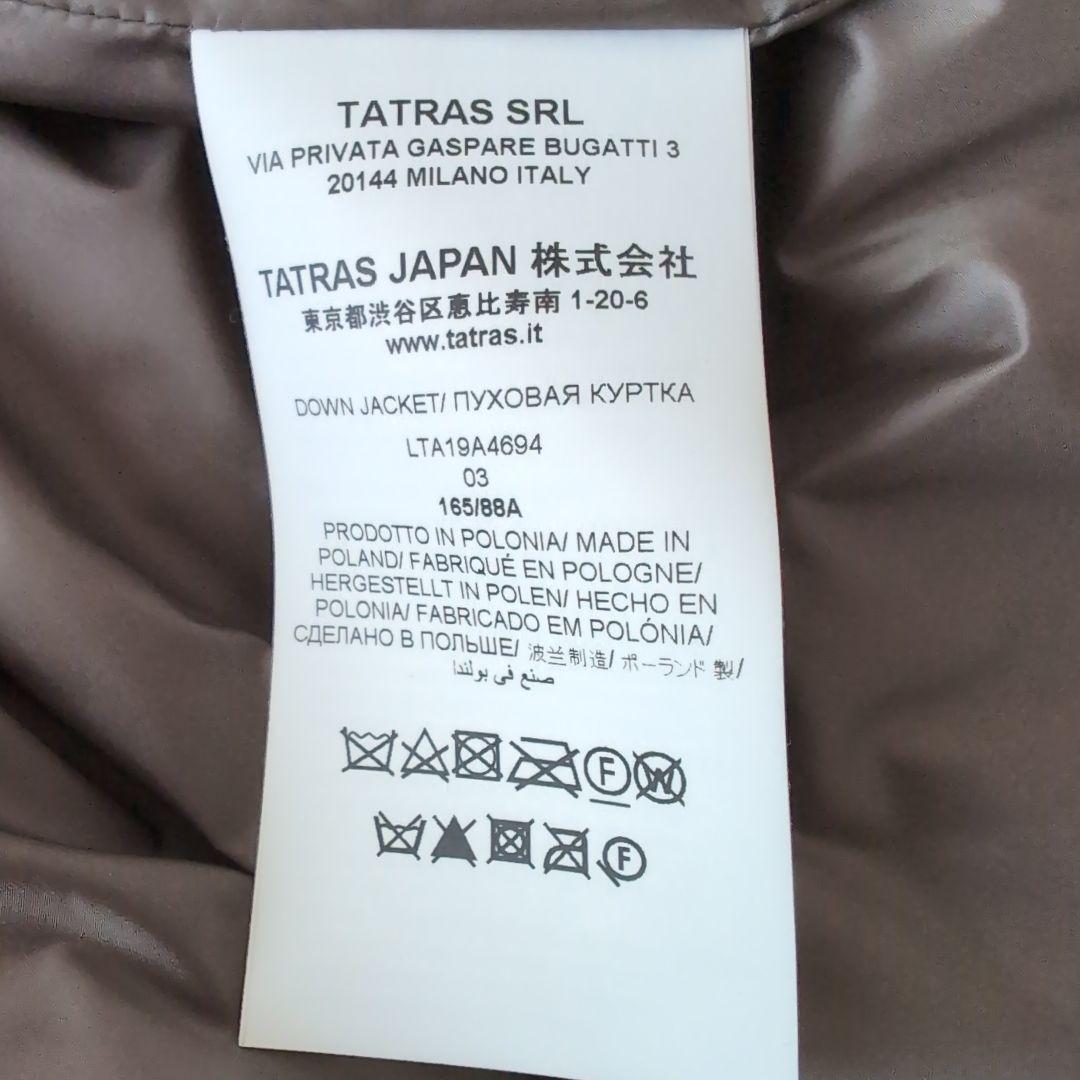 TATRAS SRL
VIA PRIVATA GASPARE BUGATTI 3
20144 MILANO ITALY
TATRAS JAPAN 株式会社
東京都渋谷区恵比寿南 1-20-6
www.tatras.it
DOWN JACKET/ ПУХОВАЯ КУРТКА
LTA19A4694
03
165/88A
PRODOTTO IN POLONIA/ MADE IN
POLAND/ FABRIQUÉ EN POLOGNE/
HERGESTELLT IN POLEN/ HECHO EN
POLONIA/ FABRICADO EM POLÓNIA/
СДЕЛАНО В ПОЛЬШЕ/ 波兰制造/ ポーランド 製/
صنع في بولندا
F W
F